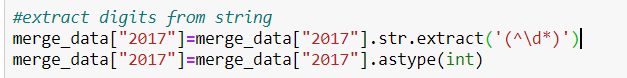 #extract digits from string
merge_data["2017"]=merge_data["2017"].str.extract('(^\d*)')
merge_data["2017"]=merge_data["2017"].astype(int)